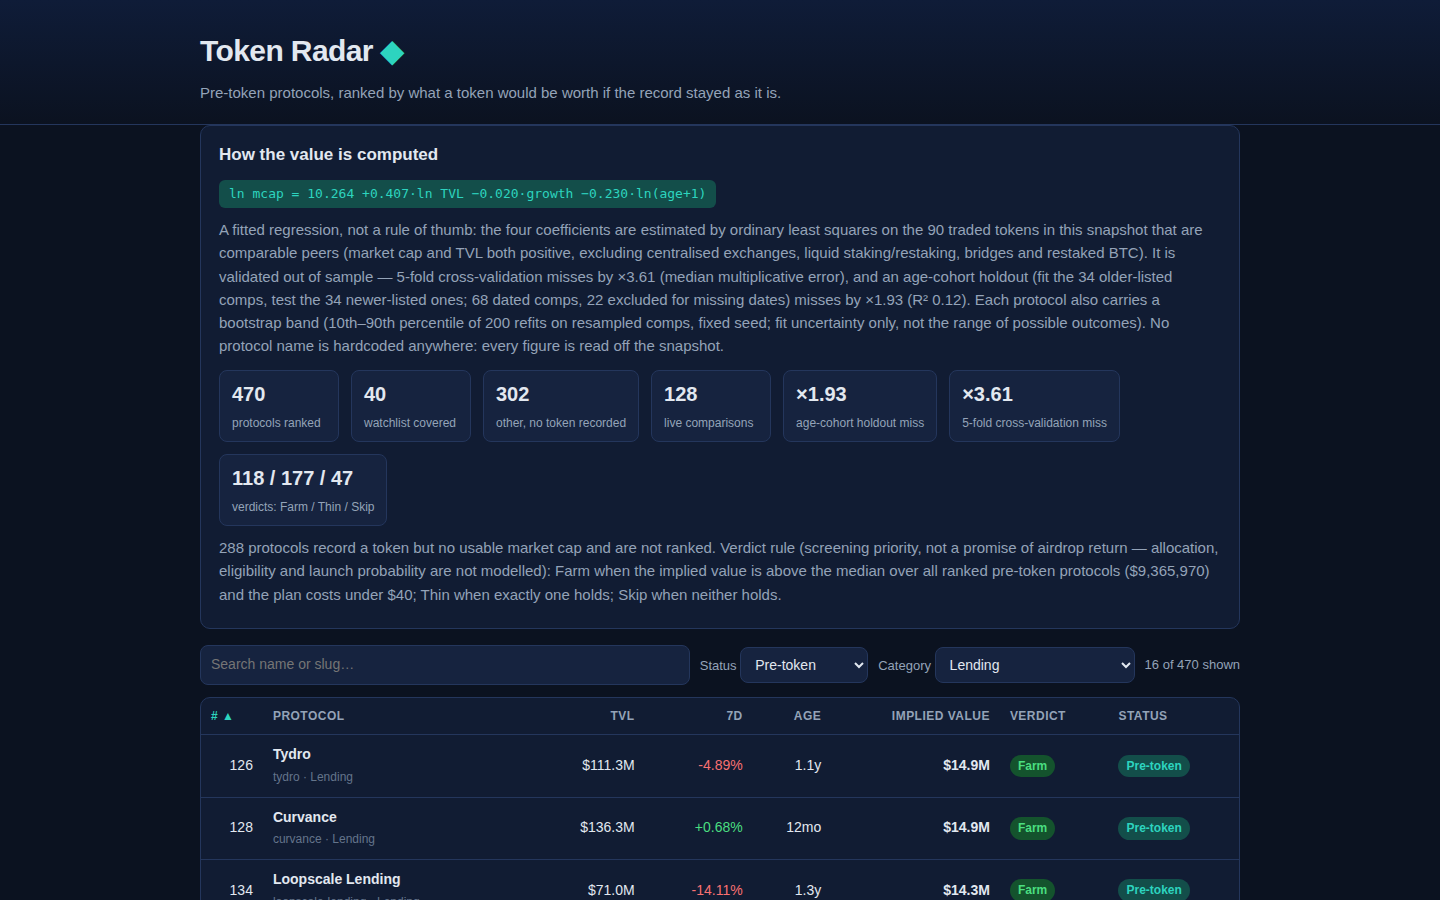 Token Radar ◆
Pre-token protocols, ranked by what a token would be worth if the record stayed as it is.
How the value is computed
ln mcap = 10.264 +0.407·ln TVL −0.020·growth −0.230·ln(age+1)
A fitted regression, not a rule of thumb: the four coefficients are estimated by ordinary least squares on the 90 traded tokens in this snapshot that are
comparable peers (market cap and TVL both positive, excluding centralised exchanges, liquid staking/restaking, bridges and restaked BTC). It is
validated out of sample — 5-fold cross-validation misses by ×3.61 (median multiplicative error), and an age-cohort holdout (fit the 34 older-listed
comps, test the 34 newer-listed ones; 68 dated comps, 22 excluded for missing dates) misses by ×1.93 (R² 0.12). Each protocol also carries a
bootstrap band (10th–90th percentile of 200 refits on resampled comps, fixed seed; fit uncertainty only, not the range of possible outcomes). No
protocol name is hardcoded anywhere: every figure is read off the snapshot.
470 40 302 128 ×1.93 ×3.61
protocols ranked watchlist covered other, no token recorded live comparisons age-cohort holdout miss 5-fold cross-validation miss
118 / 177 / 47
verdicts: Farm / Thin / Skip
288 protocols record a token but no usable market cap and are not ranked. Verdict rule (screening priority, not a promise of airdrop return — allocation,
eligibility and launch probability are not modelled): Farm when the implied value is above the median over all ranked pre-token protocols ($9,365,970)
and the plan costs under $40; Thin when exactly one holds; Skip when neither holds.
Search name or slug… Status Pre-token Category Lending 16 of 470 shown
# ▲ PROTOCOL TVL 7D AGE IMPLIED VALUE VERDICT STATUS
126 Tydro $111.3M -4.89% 1.1y $14.9M Farm Pre-token
tydro · Lending
128 Curvance $136.3M +0.68% 12mo $14.9M Farm Pre-token
curvance · Lending
134 Loopscale Lending $71.0M -14.11% 1.3y $14.3M Farm Pre-token